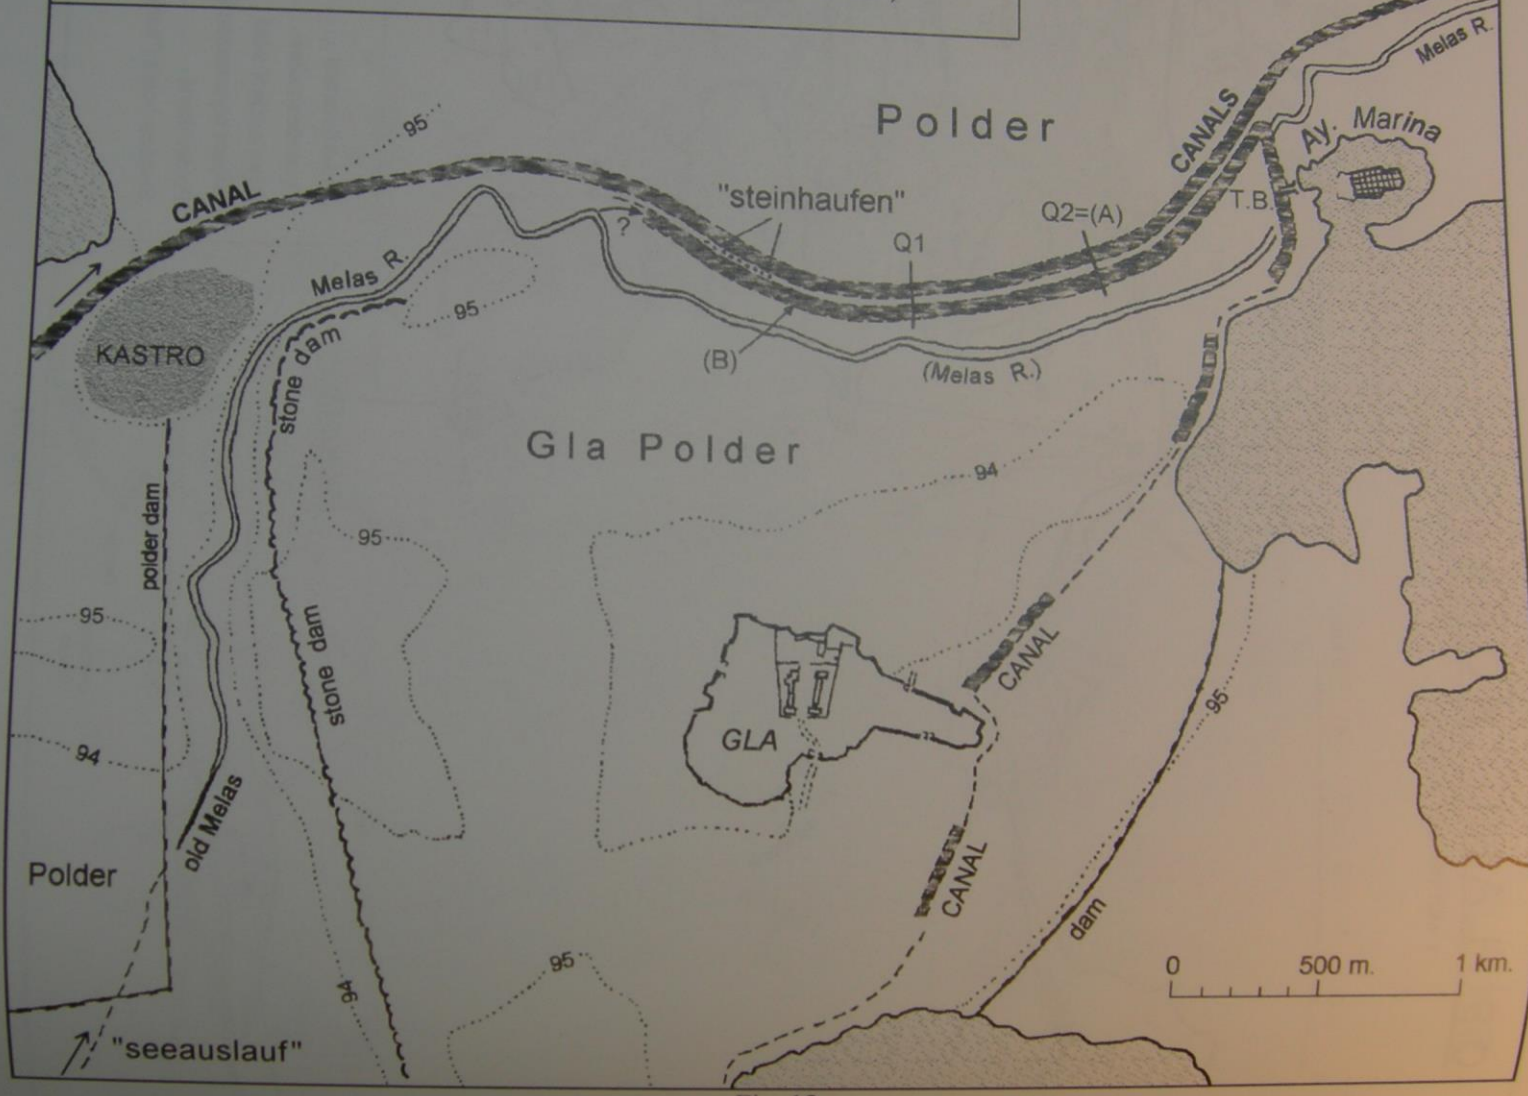 Melas R.
95
Polder
CANALS
Ay. Marina
CANAL
"steinhaufen"
T.B.
Q2=(A)
?
Q1
Melas R.
95
KASTRO
stone dam
(B)
(Melas R.)
Gla Polder
94
polder dam
95
95
stone dam
CANAL
95
GLA
94
old Melas
Polder
CANAL
dam
95
0 500 m. 1 km.
94
"seeauslauf"